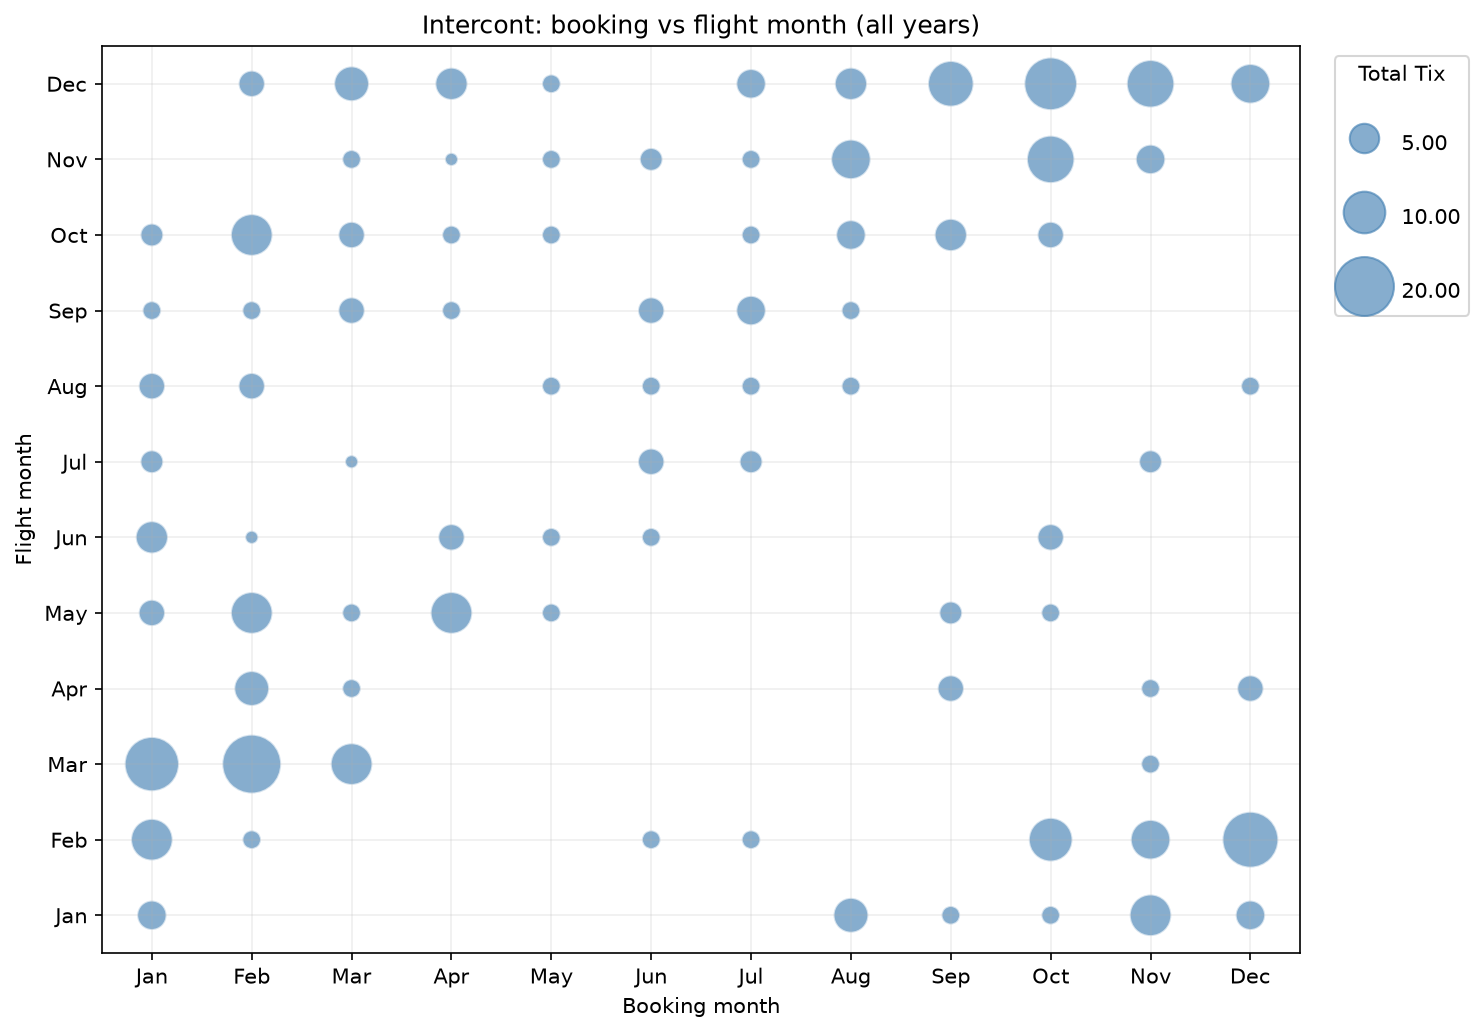 Intercont: booking vs flight month (all years)
Total Tix
5.00
10.00
20.00
Flight month
Dec
Nov
Oct
Sep
Aug
Jul
Jun
May
Apr
Mar
Feb
Jan
Jan Feb Mar Apr May Jun Jul Aug Sep Oct Nov Dec
Booking month